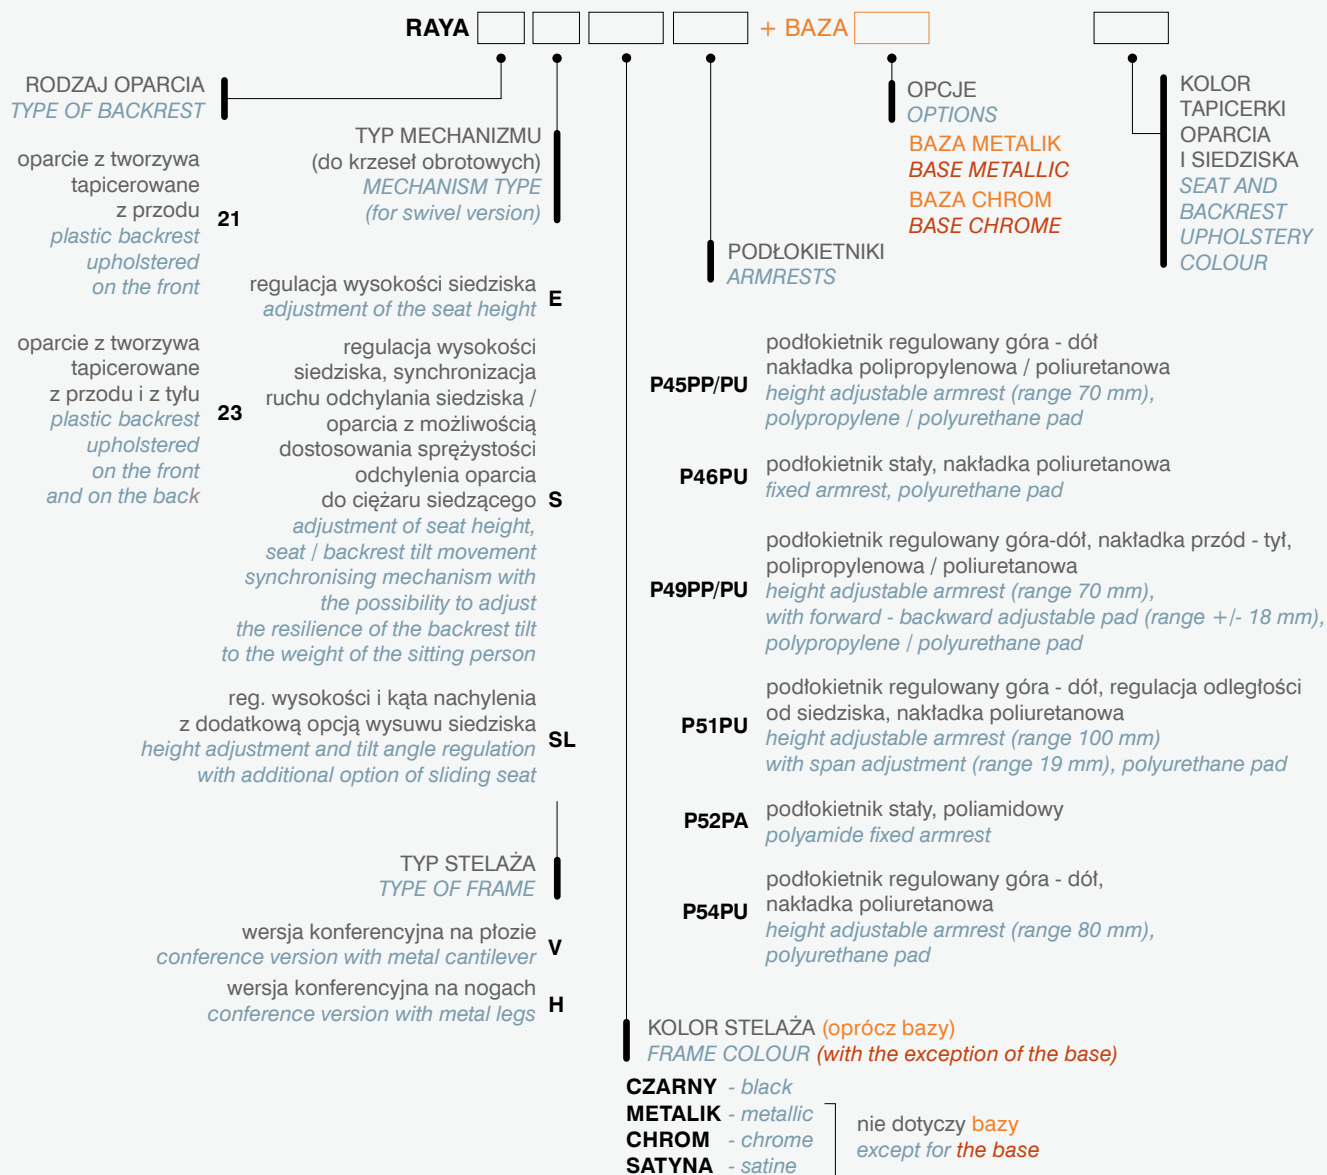 RAYA + BAZA
RODZAJ OPARCIA
TYPE OF BACKREST
oparcie z tworzywa
tapicerowane
z przodu
21
plastic backrest
upholstered
on the front
oparcie z tworzywa
tapicerowane
z przodu i z tyłu
23
plastic backrest
upholstered
on the front
and on the back
TYP MECHANIZMU
(do krzeseł obrotowych)
MECHANISM TYPE
(for swivel version)
regulacja wysokości siedziska
E
adjustment of the seat height
regulacja wysokości
siedziska, synchronizacja
ruchu odchylania siedziska /
oparcia z możliwością
dostosowania sprężystości
odchylenia oparcia
do ciężaru siedzącego
S
adjustment of seat height,
seat / backrest tilt movement
synchronising mechanism with
the possibility to adjust
the resilience of the backrest tilt
to the weight of the sitting person
reg. wysokości i kąta nachylenia
z dodatkową opcją wysuwu siedziska
SL
height adjustment and tilt angle regulation
with additional option of sliding seat
TYP STELAŻA
TYPE OF FRAME
wersja konferencyjna na płozie
V
conference version with metal cantilever
wersja konferencyjna na nogach
H
conference version with metal legs
KOLOR STELAŻA (oprócz bazy)
FRAME COLOUR (with the exception of the base)
CZARNY - black
METALIK - metallic
CHROM - chrome
SATYNA - satine
nie dotyczy bazy
except for the base
PODŁOKIETNIKI
ARMRESTS
P45PP/PU
podłokietnik regulowany góra - dół
nakładka polipropylenowa / poliuretanowa
height adjustable armrest (range 70 mm),
polypropylene / polyurethane pad
P46PU
podłokietnik stały, nakładka poliuretanowa
fixed armrest, polyurethane pad
P49PP/PU
podłokietnik regulowany góra-dół, nakładka przód - tył,
polipropylenowa / poliuretanowa
height adjustable armrest (range 70 mm),
with forward - backward adjustable pad (range +/- 18 mm),
polypropylene / polyurethane pad
P51PU
podłokietnik regulowany góra - dół, regulacja odległości
od siedziska, nakładka poliuretanowa
height adjustable armrest (range 100 mm)
with span adjustment (range 19 mm), polyurethane pad
P52PA
podłokietnik stały, poliamidowy
polyamide fixed armrest
P54PU
podłokietnik regulowany góra - dół,
nakładka poliuretanowa
height adjustable armrest (range 80 mm),
polyurethane pad
OPCJE
OPTIONS
BAZA METALIK
BASE METALLIC
BAZA CHROM
BASE CHROME
KOLOR
TAPICERKI
OPARCIA
I SIEDZISKA
SEAT AND
BACKREST
UPHOLSTERY
COLOUR